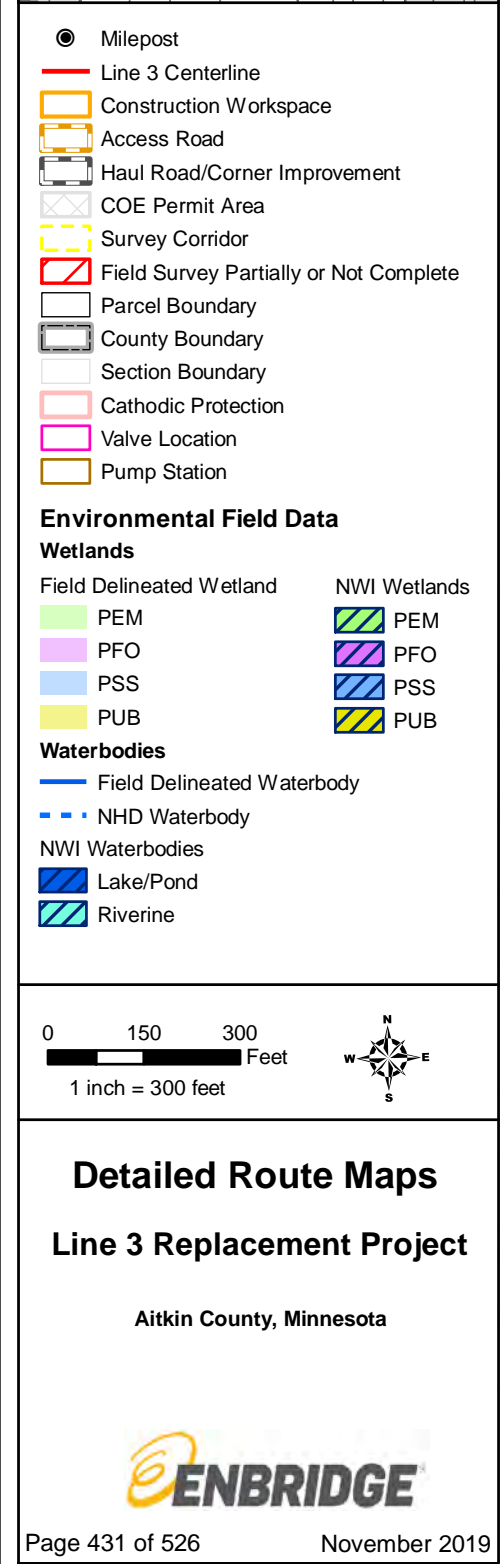 Milepost
Line 3 Centerline
Construction Workspace
Access Road
Haul Road/Corner Improvement
COE Permit Area
Survey Corridor
Field Survey Partially or Not Complete
Parcel Boundary
County Boundary
Section Boundary
Cathodic Protection
Valve Location
Pump Station
Environmental Field Data
Wetlands
Field Delineated Wetland NWI Wetlands
PEM PEM
PFO PFO
PSS PSS
PUB PUB
Waterbodies
Field Delineated Waterbody
NHD Waterbody
NWI Waterbodies
Lake/Pond
Riverine
0 150 300
Feet
1 inch = 300 feet
N
W E
S
Detailed Route Maps
Line 3 Replacement Project
Aitkin County, Minnesota
ENBRIDGE
Page 431 of 526 November 2019